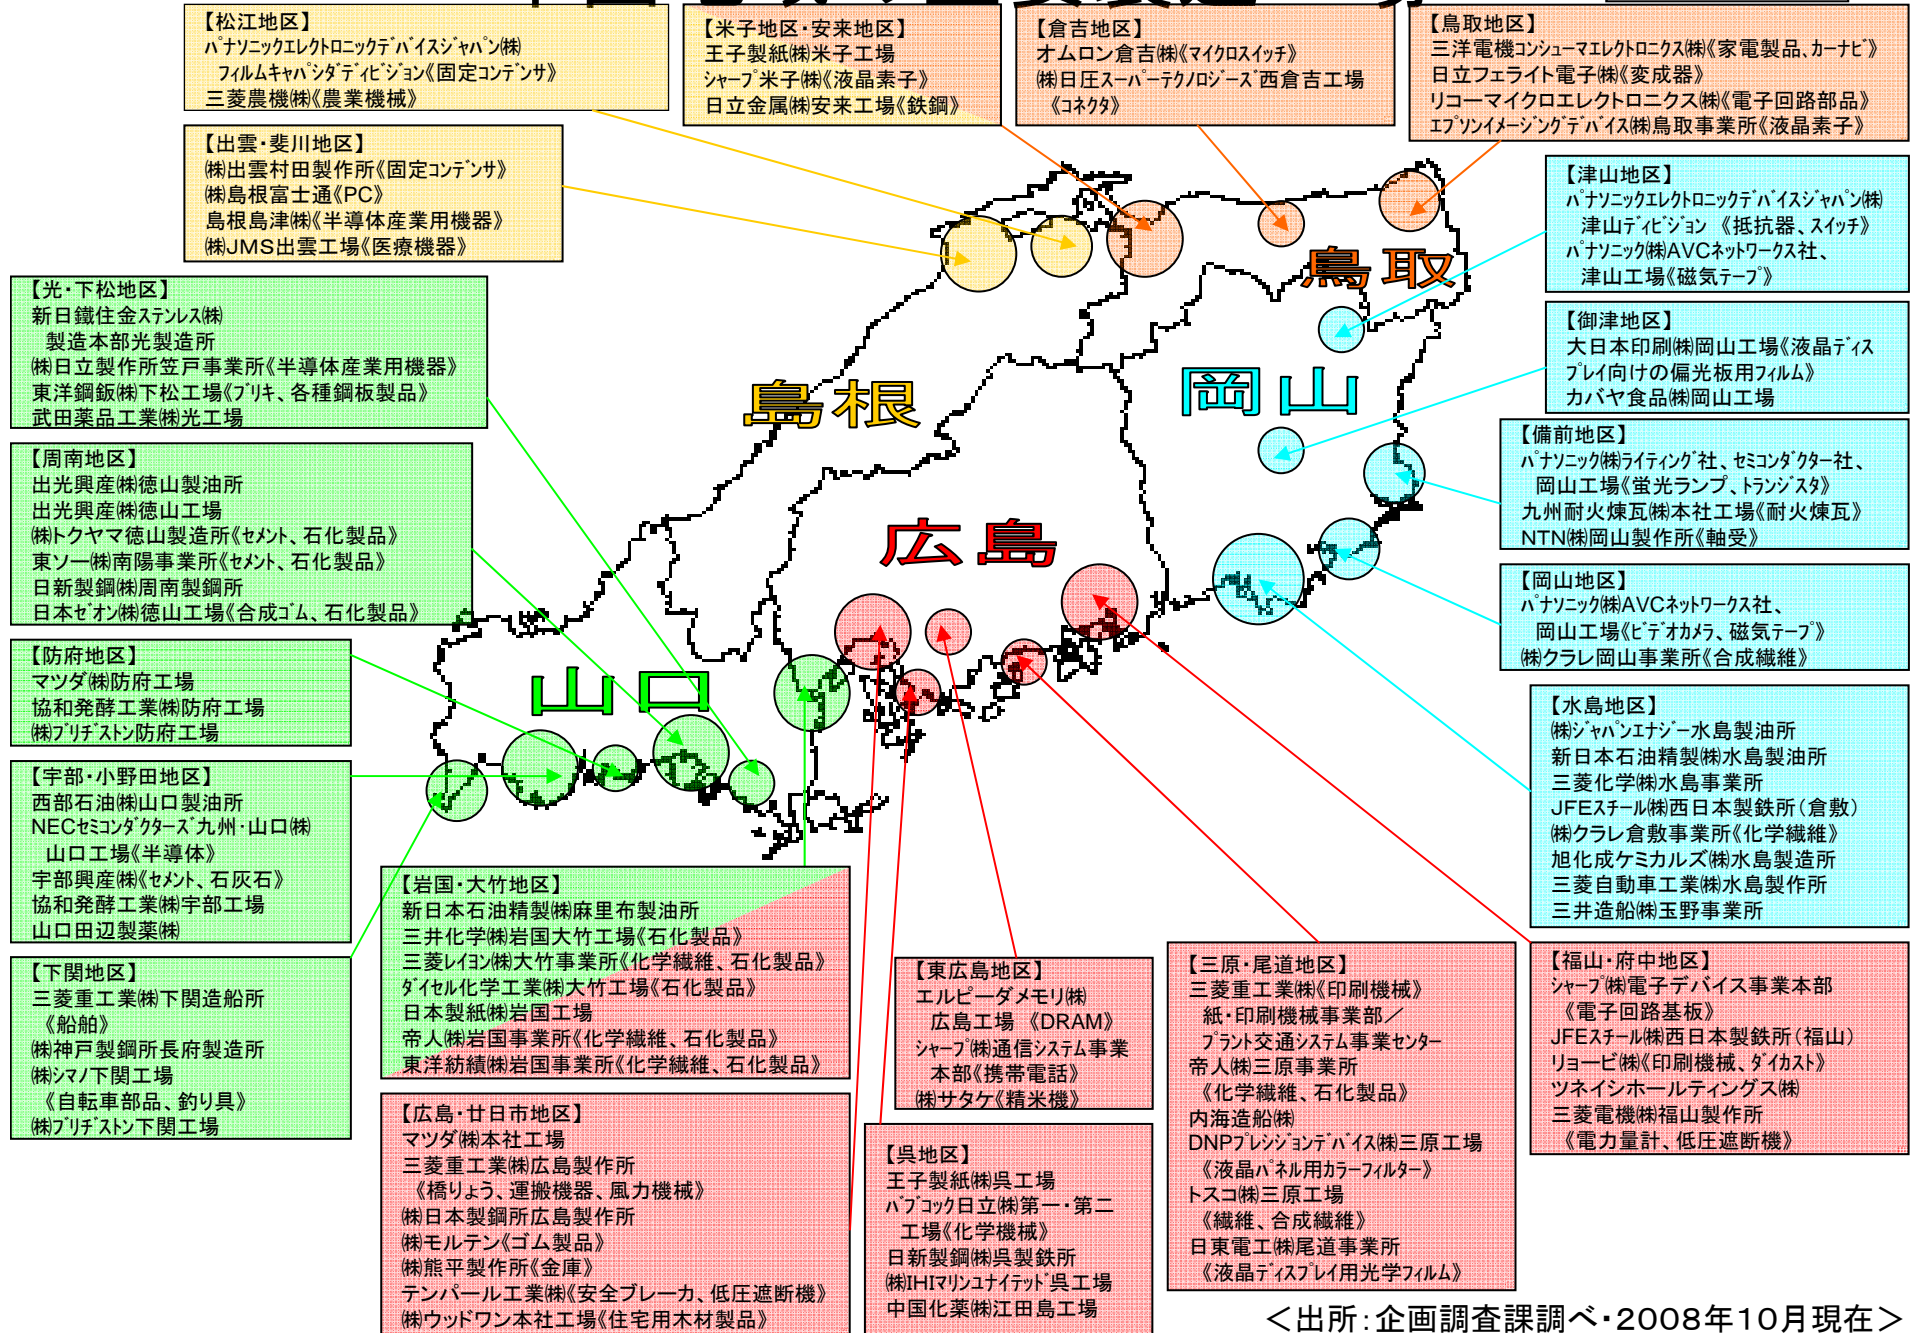 【松江地区】
パナソニックエレクトロニックデバイスジャパン㈱
フィルムキャパシタディビジョン《固定コンデンサ》
三菱農機㈱《農業機械》
【米子地区・安来地区】
王子製紙㈱米子工場
シャープ米子㈱《液晶素子》
日立金属㈱安来工場《鉄鋼》
【倉吉地区】
オムロン倉吉㈱《マイクロスイッチ》
㈱日圧スーパーテクノロジーズ西倉吉工場
《コネクタ》
【鳥取地区】
三洋電機コンシューマエレクトロニクス㈱《家電製品、カーナビ》
日立フェライト電子㈱《変成器》
リコーマイクロエレクトロニクス㈱《電子回路部品》
エプソンイメージングデバイス㈱鳥取事業所《液晶素子》
【出雲・斐川地区】
㈱出雲村田製作所《固定コンデンサ》
㈱島根富士通《PC》
島根島津㈱《半導体産業用機器》
㈱JMS出雲工場《医療機器》
【津山地区】
パナソニックエレクトロニックデバイスジャパン㈱
津山ディビジョン 《抵抗器、スイッチ》
パナソニック㈱AVCネットワークス社、
津山工場《磁気テープ》
【光・下松地区】
新日鐵住金ステンレス㈱
製造本部光製造所
㈱日立製作所笠戸事業所《半導体産業用機器》
東洋鋼鈑㈱下松工場《ブリキ、各種鋼板製品》
武田薬品工業㈱光工場
【御津地区】
大日本印刷㈱岡山工場《液晶ディス
プレイ向けの偏光板用フィルム》
カバヤ食品㈱岡山工場
鳥取
島根
岡山
広島
山口
【周南地区】
出光興産㈱徳山製油所
出光興産㈱徳山工場
㈱トクヤマ徳山製造所《セメント、石化製品》
東ソー㈱南陽事業所《セメント、石化製品》
日新製鋼㈱周南製鋼所
日本ゼオン㈱徳山工場《合成ゴム、石化製品》
【備前地区】
パナソニック㈱ライティング社、セミコンダクター社、
岡山工場《蛍光ランプ、トランジスタ》
九州耐火煉瓦㈱本社工場《耐火煉瓦》
NTN㈱岡山製作所《軸受》
【岡山地区】
パナソニック㈱AVCネットワークス社、
岡山工場《ビデオカメラ、磁気テープ》
㈱クラレ岡山事業所《合成繊維》
【防府地区】
マツダ㈱防府工場
協和発酵工業㈱防府工場
㈱ブリヂストン防府工場
【水島地区】
㈱ジャパンエナジー水島製油所
新日本石油精製㈱水島製油所
三菱化学㈱水島事業所
JFEスチール㈱西日本製鉄所（倉敷）
㈱クラレ倉敷事業所《化学繊維》
旭化成ケミカルズ㈱水島製造所
三菱自動車工業㈱水島製作所
三井造船㈱玉野事業所
【宇部・小野田地区】
西部石油㈱山口製油所
NECセミコンダクターズ九州・山口㈱
山口工場《半導体》
宇部興産㈱《セメント、石灰石》
協和発酵工業㈱宇部工場
山口田辺製薬㈱
【岩国・大竹地区】
新日本石油精製㈱麻里布製油所
三井化学㈱岩国大竹工場《石化製品》
三菱レイヨン㈱大竹事業所《化学繊維、石化製品》
ダイセル化学工業㈱大竹工場《石化製品》
日本製紙㈱岩国工場
帝人㈱岩国事業所《化学繊維、石化製品》
東洋紡績㈱岩国事業所《化学繊維、石化製品》
【下関地区】
三菱重工業㈱下関造船所
《船舶》
㈱神戸製鋼所長府製造所
㈱シマノ下関工場
《自転車部品、釣り具》
㈱ブリヂストン下関工場
【東広島地区】
エルピーダメモリ㈱
広島工場 《DRAM》
シャープ㈱通信システム事業
本部《携帯電話》
㈱サタケ《精米機》
【三原・尾道地区】
三菱重工業㈱《印刷機械》
紙・印刷機械事業部／
プラント交通システム事業センター
帝人㈱三原事業所
《化学繊維、石化製品》
内海造船㈱
DNPプレシジョンデバイス㈱三原工場
《液晶パネル用カラーフィルター》
トスコ㈱三原工場
《繊維、合成繊維》
日東電工㈱尾道事業所
《液晶ディスプレイ用光学フィルム》
【福山・府中地区】
シャープ㈱電子デバイス事業本部
《電子回路基板》
JFEスチール㈱西日本製鉄所（福山）
リョービ㈱《印刷機械、ダイカスト》
ツネイシホールティングス㈱
三菱電機㈱福山製作所
《電力量計、低圧遮断機》
【広島・廿日市地区】
マツダ㈱本社工場
三菱重工業㈱広島製作所
《橋りょう、運搬機器、風力機械》
㈱日本製鋼所広島製作所
㈱モルテン《ゴム製品》
㈱熊平製作所《金庫》
テンパール工業㈱《安全ブレーカ、低圧遮断機》
㈱ウッドワン本社工場《住宅用木材製品》
【呉地区】
王子製紙㈱呉工場
バブコック日立㈱第一・第二
工場《化学機械》
日新製鋼㈱呉製鉄所
㈱IHIマリンユナイテッド呉工場
中国化薬㈱江田島工場
＜出所：企画調査課調べ・2008年10月現在＞